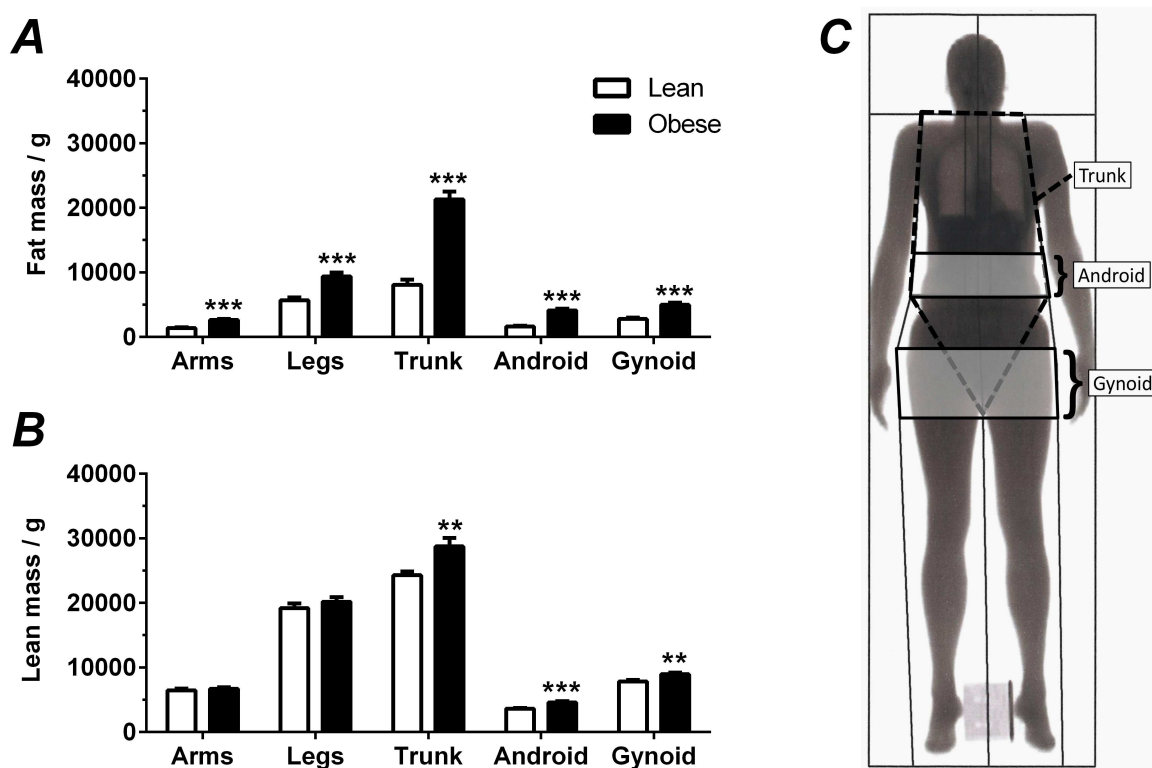 A
Fat mass / g
40000
30000
20000
10000
0
Lean
Obese
***
***
***
***
***
Arms Legs Trunk Android Gynoid
B
Lean mass / g
40000
30000
20000
10000
0
**
***
**
Arms Legs Trunk Android Gynoid
C
Trunk
Android
Gynoid